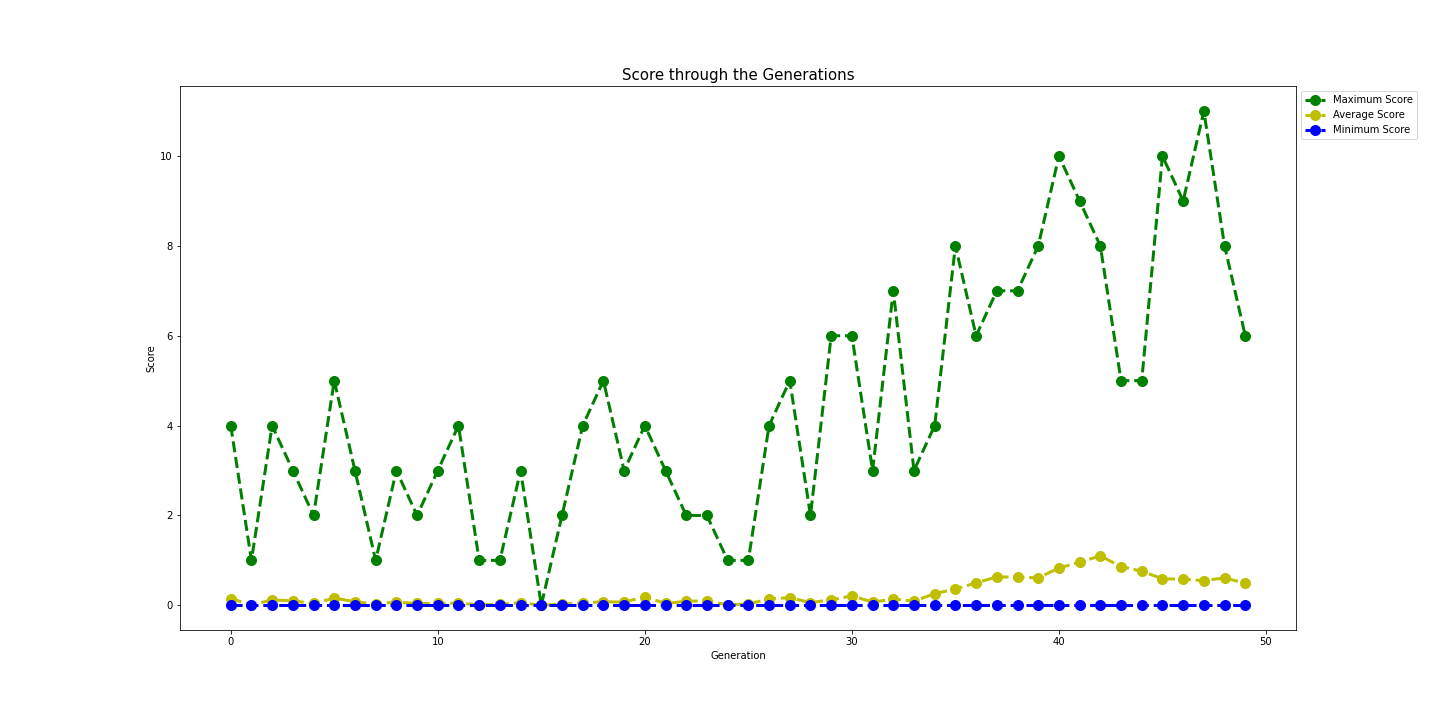 Score through the Generations
Maximum Score
Average Score
Minimum Score
10
8
6
4
2
0
Score
0 10 20 30 40 50
Generation